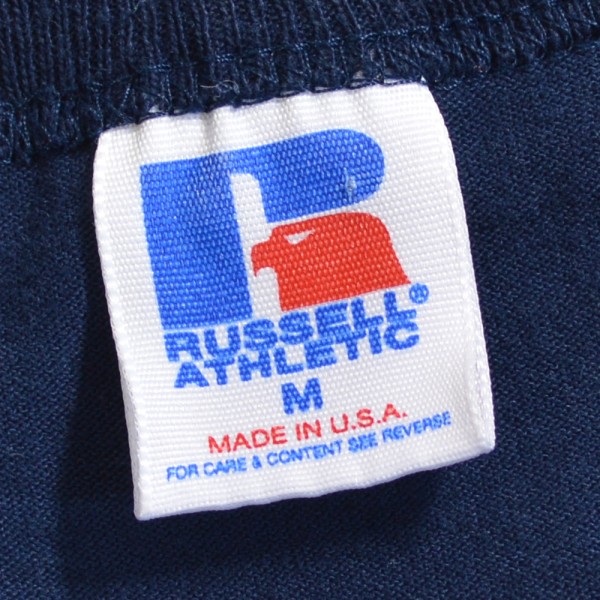 RUSSELL®
ATHLETIC
M
MADE IN U.S.A.
FOR CARE & CONTENT SEE REVERSE